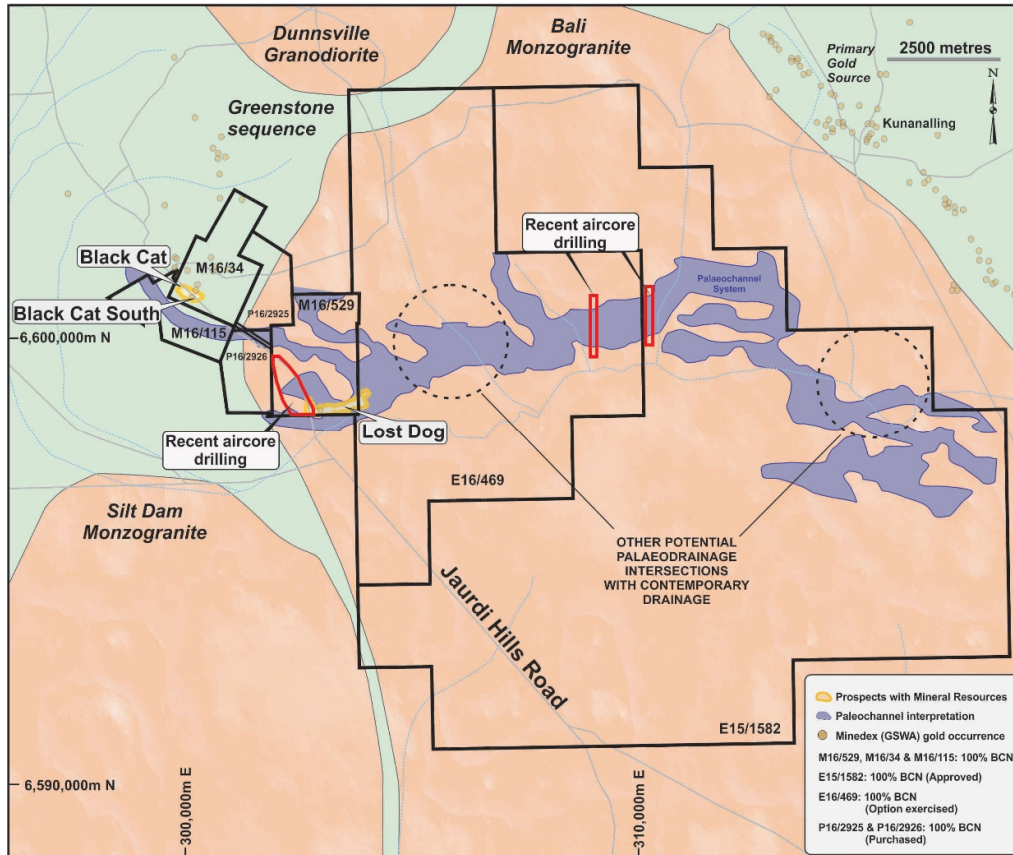 Dunnsville
Granodiorite
Bali
Monzogranite
Primary
Gold
Source
2500 metres
N
Kunanalling
Greenstone
sequence
Black Cat
M16/34
Black Cat South
M16/115
P16/2925
M16/529
P16/2926
Recent aircore
drilling
Palaeochannel
System
6,600,000m N
Lost Dog
Recent aircore
drilling
E16/469
Silt Dam
Monzogranite
OTHER POTENTIAL
PALAEODRAINAGE
INTERSECTIONS
WITH CONTEMPORARY
DRAINAGE
Jaurdi Hills Road
E15/1582
6,590,000m N
300,000m E
310,000m E
Prospects with Mineral Resources
Paleochannel interpretation
Minedex (GSWA) gold occurrence
M16/529, M16/34 & M16/115: 100% BCN
E15/1582: 100% BCN (Approved)
E16/469: 100% BCN
(Option exercised)
P16/2925 & P16/2926: 100% BCN
(Purchased)